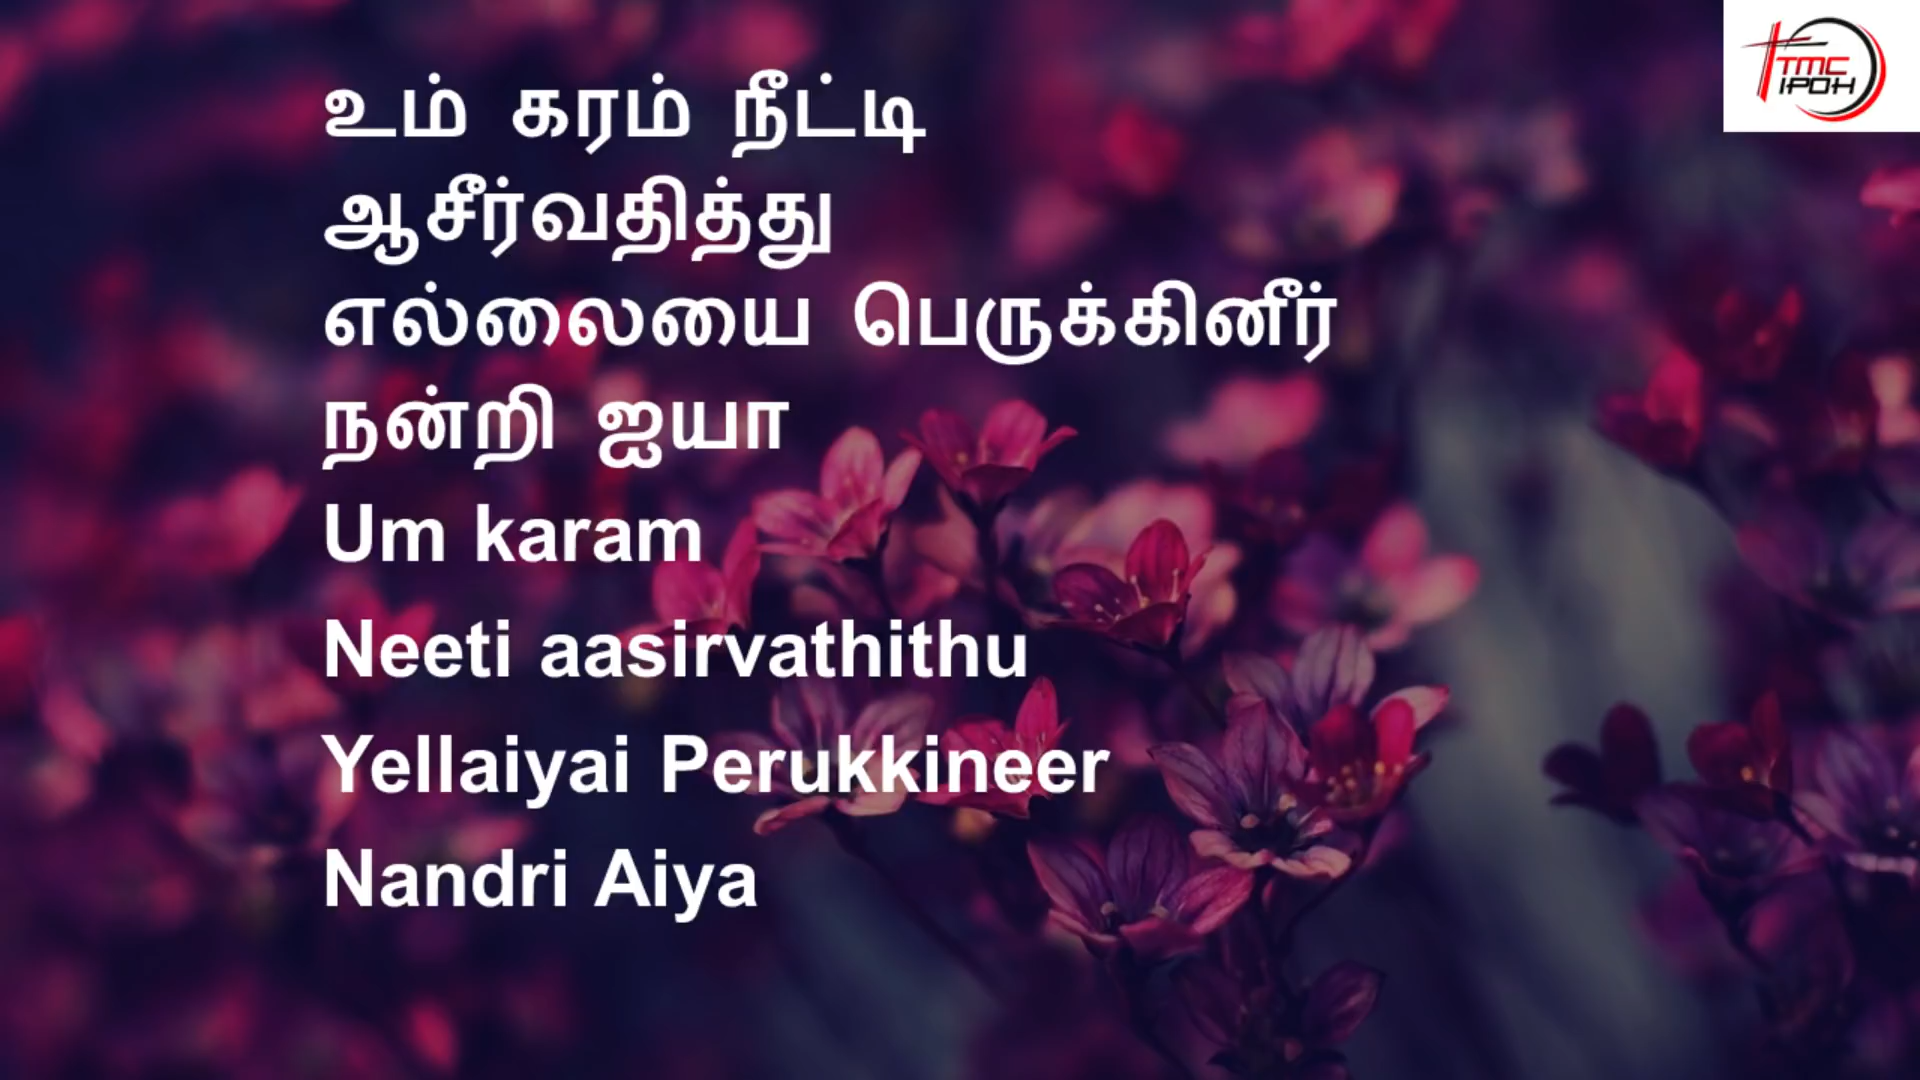 TMC
IPOH
உம் கரம் நீட்டி
ஆசீர்வதித்து
எல்லையை பெருக்கினீர்
நன்றி ஐயா
Um karam
Neeti aasirvathithu
Yellaiyai Perukkineer
Nandri Aiya